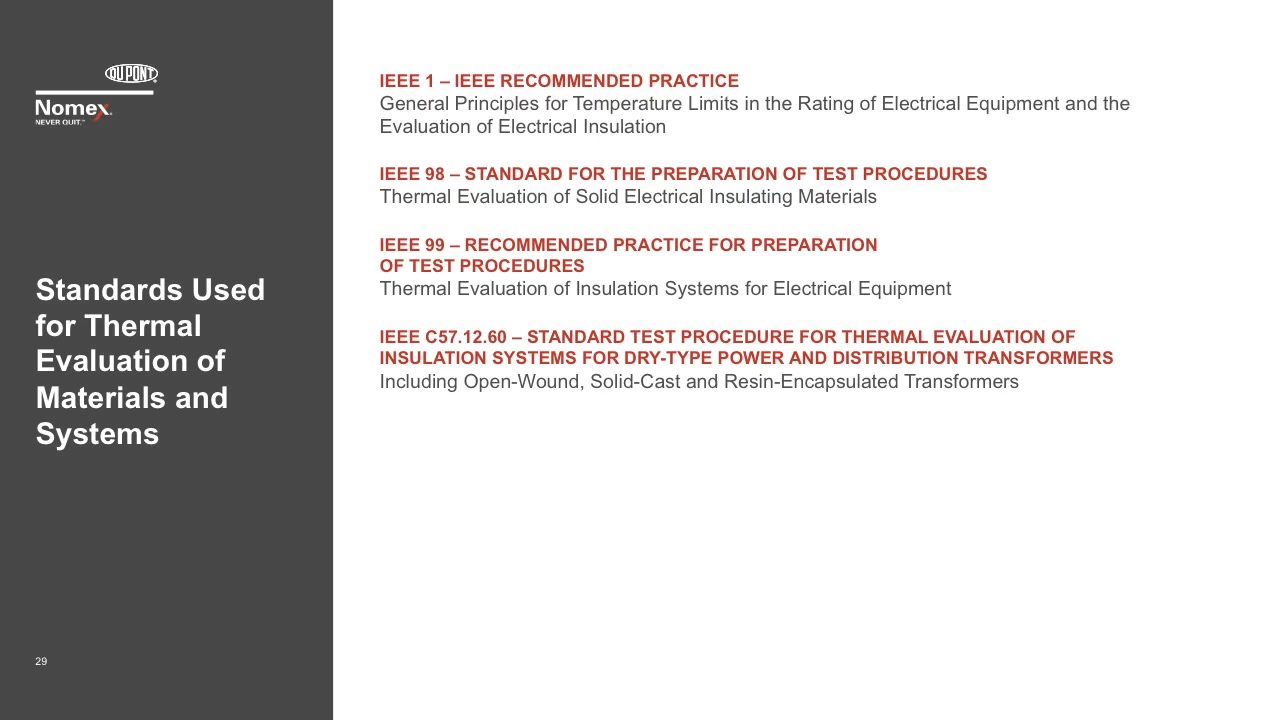 DU PONT
Nomex®
NEVER QUIT.™
Standards Used
for Thermal
Evaluation of
Materials and
Systems
29
IEEE 1 – IEEE RECOMMENDED PRACTICE
General Principles for Temperature Limits in the Rating of Electrical Equipment and the
Evaluation of Electrical Insulation
IEEE 98 – STANDARD FOR THE PREPARATION OF TEST PROCEDURES
Thermal Evaluation of Solid Electrical Insulating Materials
IEEE 99 – RECOMMENDED PRACTICE FOR PREPARATION
OF TEST PROCEDURES
Thermal Evaluation of Insulation Systems for Electrical Equipment
IEEE C57.12.60 – STANDARD TEST PROCEDURE FOR THERMAL EVALUATION OF
INSULATION SYSTEMS FOR DRY-TYPE POWER AND DISTRIBUTION TRANSFORMERS
Including Open-Wound, Solid-Cast and Resin-Encapsulated Transformers